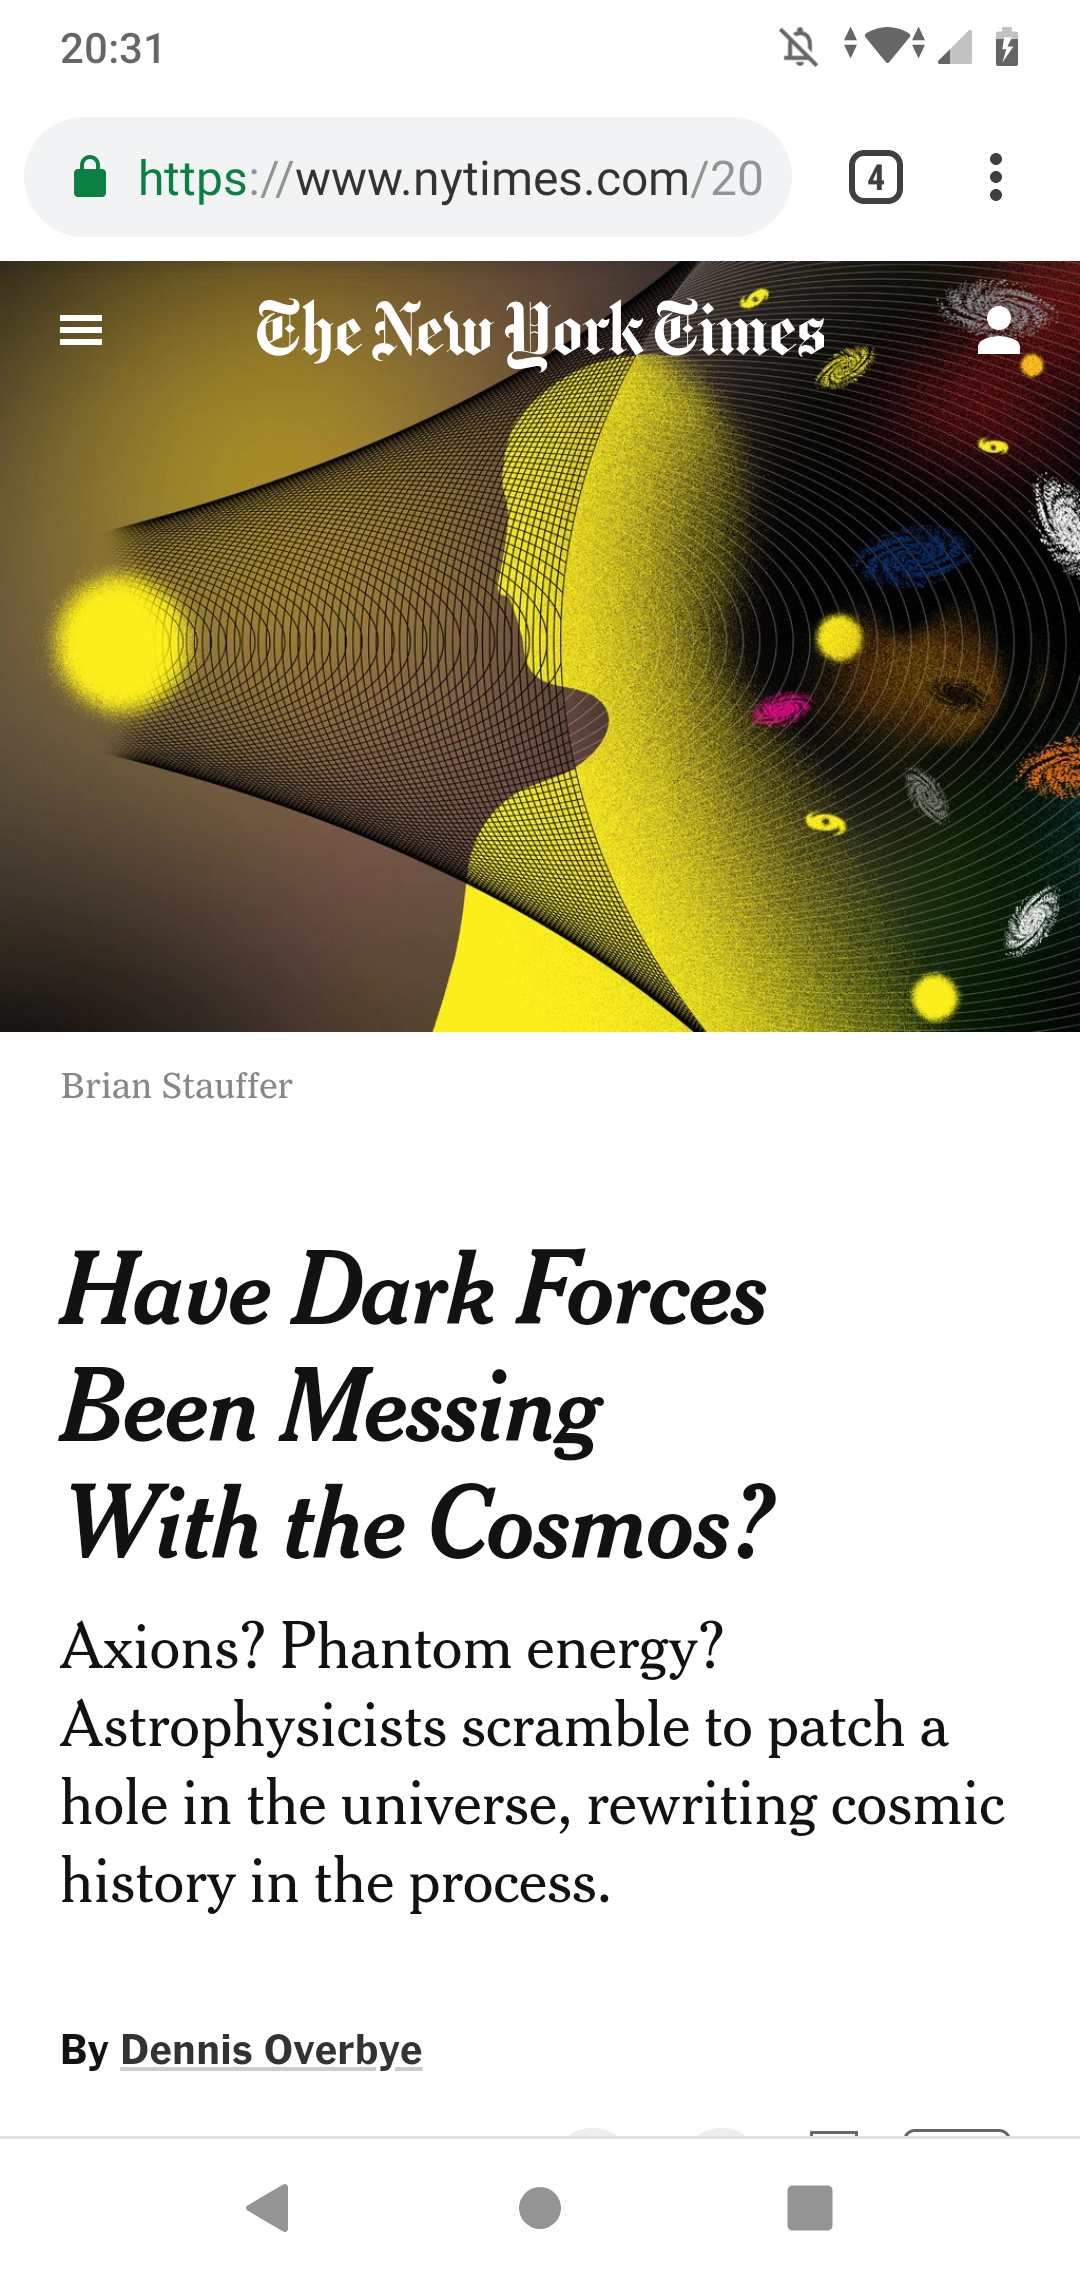 20:31
https://www.nytimes.com/20
4
The New York Times
Brian Stauffer
Have Dark Forces
Been Messing
With the Cosmos?
Axions? Phantom energy?
Astrophysicists scramble to patch a
hole in the universe, rewriting cosmic
history in the process.
By Dennis Overbye